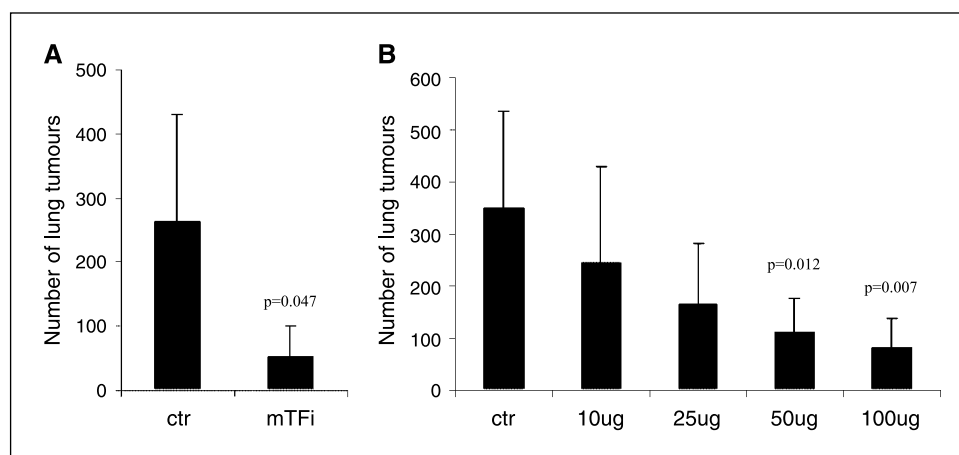 A
Number of lung tumours
500
400
300
200
100
0
p=0.047
ctr mTFi
B
Number of lung tumours
600
500
400
300
200
100
0
p=0.012
p=0.007
ctr 10ug 25ug 50ug 100ug